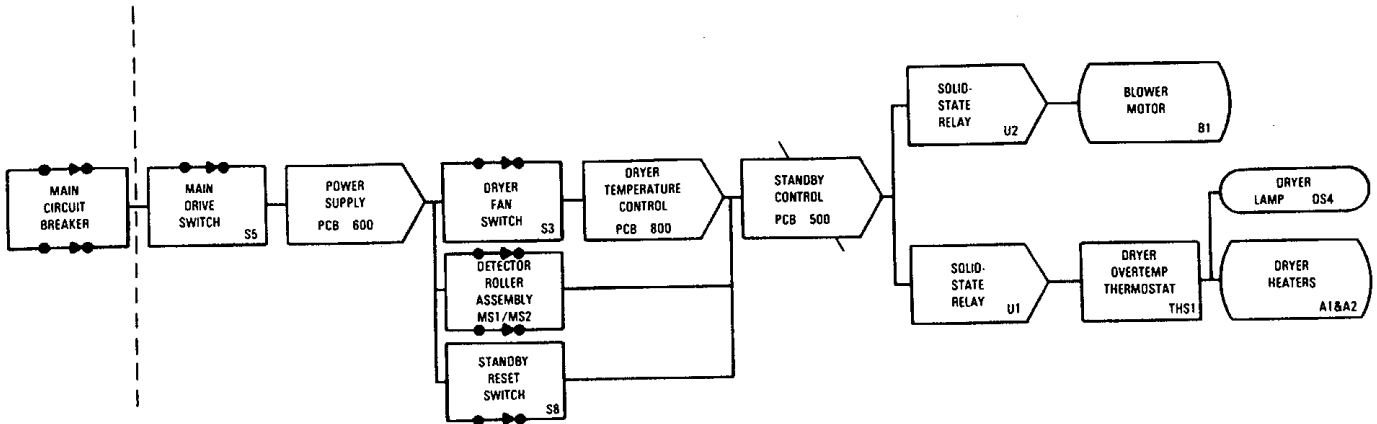 MAIN
CIRCUIT
BREAKER
MAIN
DRIVE
SWITCH
S5
POWER
SUPPLY
PCB 600
DRYER
FAN
SWITCH
S3
DETECTOR
ROLLER
ASSEMBLY
MS1/MS2
STANDBY
RESET
SWITCH
S8
DRYER
TEMPERATURE
CONTROL
PCB 800
STANDBY
CONTROL
PCB 500
SOLID-
STATE
RELAY
U2
BLOWER
MOTOR
B1
SOLID-
STATE
RELAY
U1
DRYER
OVERTEMP
THERMOSTAT
THS1
DRYER
LAMP DS4
DRYER
HEATERS
A1&A2